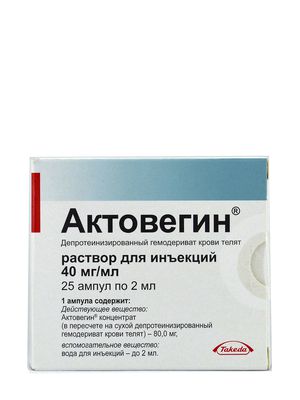 Актовегин®
Депротеинизированный гемодериват крови телят
раствор для инъекций
40 мг/мл
25 ампул по 2 мл
1 ампула содержит:
Действующее вещество:
Актовегин® концентрат
(в пересчете на сухой депротеинизированный
гемодериват крови телят) – 80,0 мг,
вспомогательное вещество:
вода для инъекций – до 2 мл.
Takeda